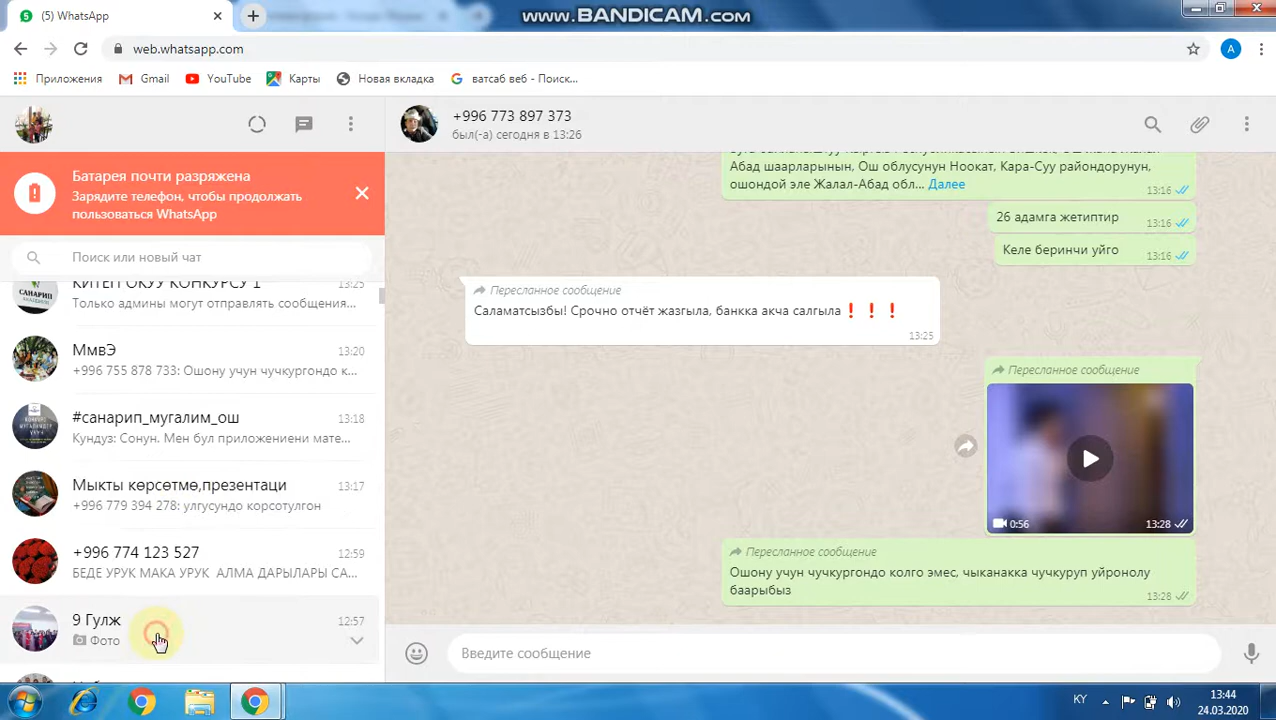 (5) WhatsApp
www.BANDICAM.com
web.whatsapp.com
A
Приложения
Gmail
YouTube
Карты
Новая вкладка
ватсаб веб - Поиск...
+996 773 897 373
был(-а) сегодня в 13:26
Батарея почти разряжена
Зарядите телефон, чтобы продолжать
пользоваться WhatsApp
Поиск или новый чат
КИТЕП ОКУУ КОНКУРСУ 1
13:25
Только админы могут отправлять сообщения...
МмвЭ
13:20
+996 755 878 733: Ошону учун чучкургондо к...
#санарип_мугалим_ош
13:18
Кундуз: Сонун. Мен бул приложениени мате...
Мыкты көрсөтмө,презентаци
13:17
+996 779 394 278: улгусундо корсотулгон
+996 774 123 527
12:59
БЕДЕ УРУК МАКА УРУК АЛМА ДАРЫЛАРЫ СА...
9 Гулж
12:57
Фото
Абад шаарларынын, Ош облусунун Ноокат, Кара-Суу райондорунун,
ошондой эле Жалал-Абад обл... Далее
13:16
26 адамга жетиптир
13:16
Келе беринчи уйго
13:16
Пересланное сообщение
Саламатсызбы! Срочно отчёт жазгыла, банкка акча салгыла❗❗❗
13:25
Пересланное сообщение
0:56
13:28
Пересланное сообщение
Ошону учун чучкургондо колго эмес, чыканакка чучкуруп уйронолу
баарыбыз
13:28
Введите сообщение
KY
13:44
24.03.2020